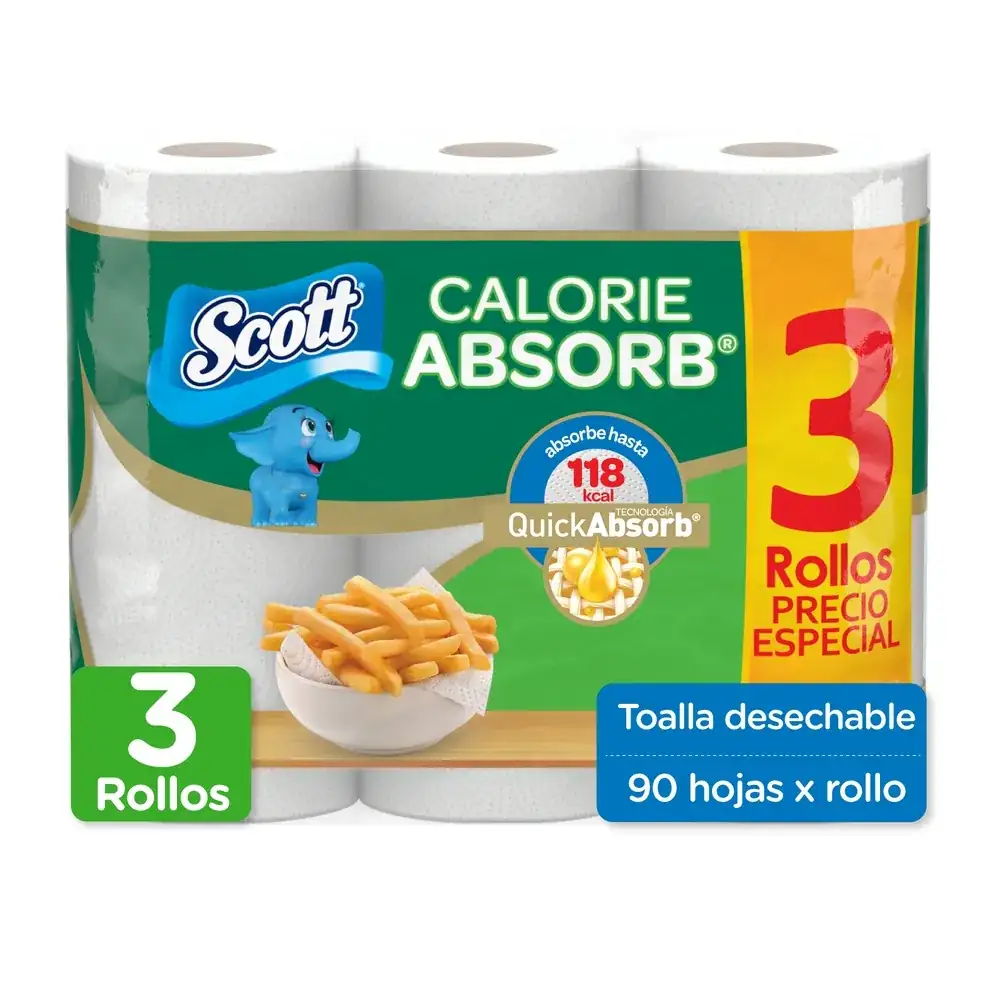 Scott
CALORIE
ABSORB®
absorbe hasta
118
kcal
TECNOLOGÍA
QuickAbsorb®
3
Rollos
PRECIO
ESPECIAL
3
Rollos
Toalla desechable
90 hojas x rollo